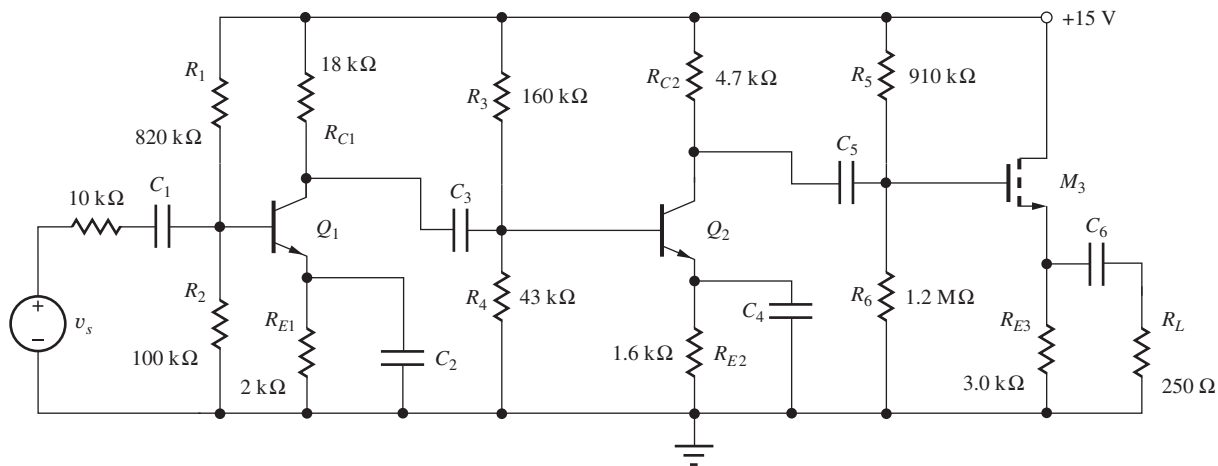 +15 V
R1
18 kΩ
R3
RC2
4.7 kΩ
R5
910 kΩ
160 kΩ
820 kΩ
RC1
C5
M3
10 kΩ
C1
C3
Q1
Q2
C6
R2
R4
43 kΩ
R6
1.2 MΩ
+
vs
−
RE1
C4
RL
100 kΩ
C2
1.6 kΩ
RE2
RE3
2 kΩ
3.0 kΩ
250 Ω